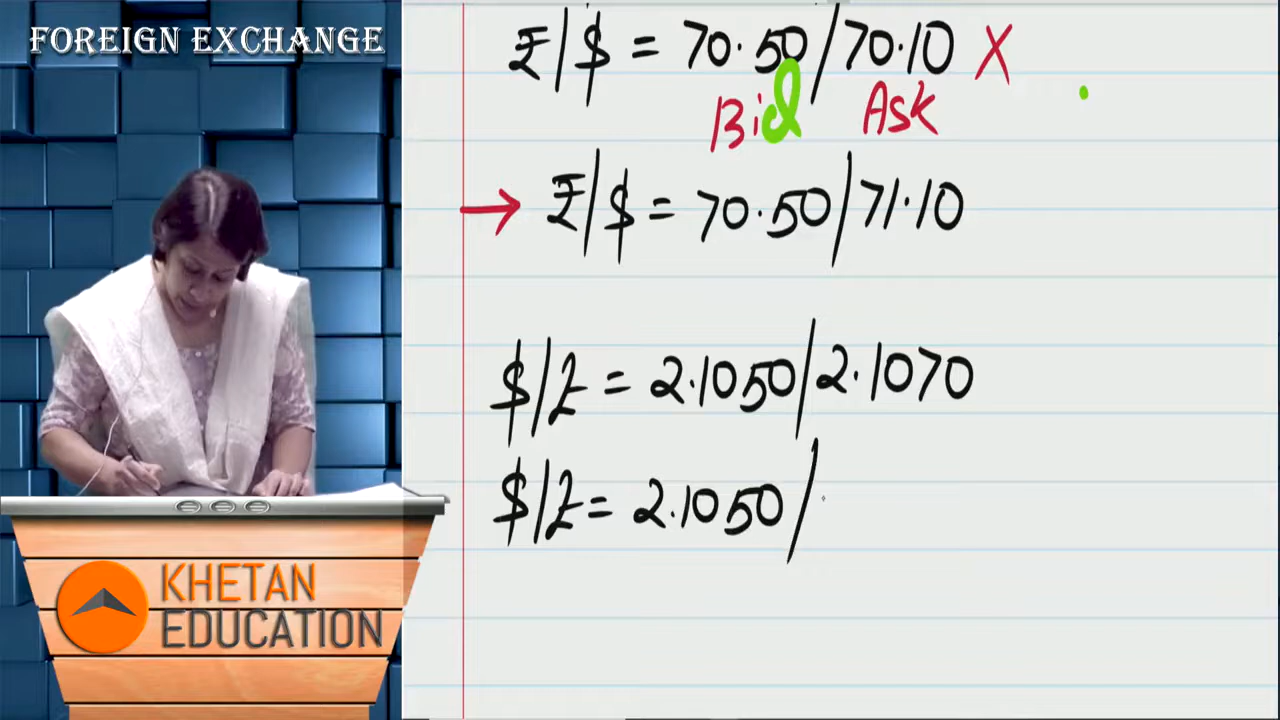 FOREIGN EXCHANGE
₹/$ = 70.50/70.10 X
Bid Ask
→ ₹/$ = 70.50/71.10
$/£ = 2.1050/2.1070
$/£ = 2.1050/
KHETAN
EDUCATION